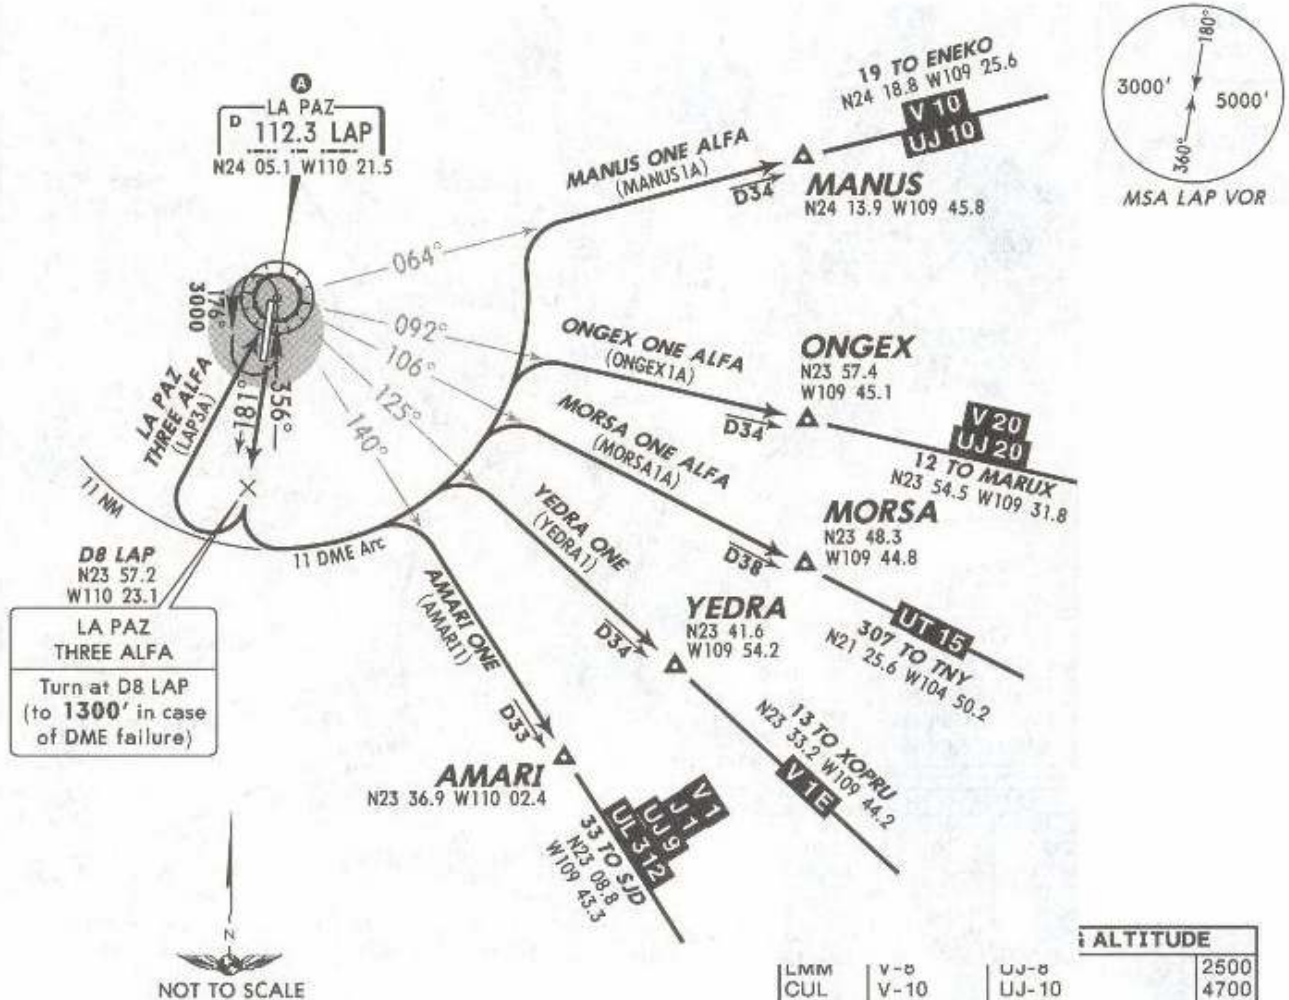 A
LA PAZ
D 112.3 LAP
N24 05.1 W110 21.5
19 TO ENEKO
N24 18.8 W109 25.6
V 10
UJ 10
MANUS ONE ALFA
(MANUS1A)
D34
MANUS
N24 13.9 W109 45.8
180°
3000' 5000'
360°
MSA LAP VOR
064°
092°
106°
125°
140°
176°
3000
181°
356°
LA PAZ
THREE ALFA
(LAP3A)
ONGEX ONE ALFA
(ONGEX1A)
D34
ONGEX
N23 57.4
W109 45.1
V 20
UJ 20
12 TO MARUX
N23 54.5 W109 31.8
MORSA ONE ALFA
(MORSA1A)
D38
MORSA
N23 48.3
W109 44.8
UT 15
307 TO TNY
N21 25.6 W104 50.2
YEDRA ONE
(YEDRA1)
D34
YEDRA
N23 41.6
W109 54.2
13 TO XOPRU
N23 33.2 W109 44.2
V 1E
11 NM
11 DME Arc
AMARI ONE
(AMARI1)
D33
AMARI
N23 36.9 W110 02.4
V 1
J 1
UJ 9
UL 312
33 TO SJD
N23 08.8
W109 43.3
D8 LAP
N23 57.2
W110 23.1
LA PAZ
THREE ALFA
Turn at D8 LAP
(to 1300' in case
of DME failure)
N
NOT TO SCALE
ALTITUDE
LMM V-8 UJ-8 2500
CUL V-10 UJ-10 4700